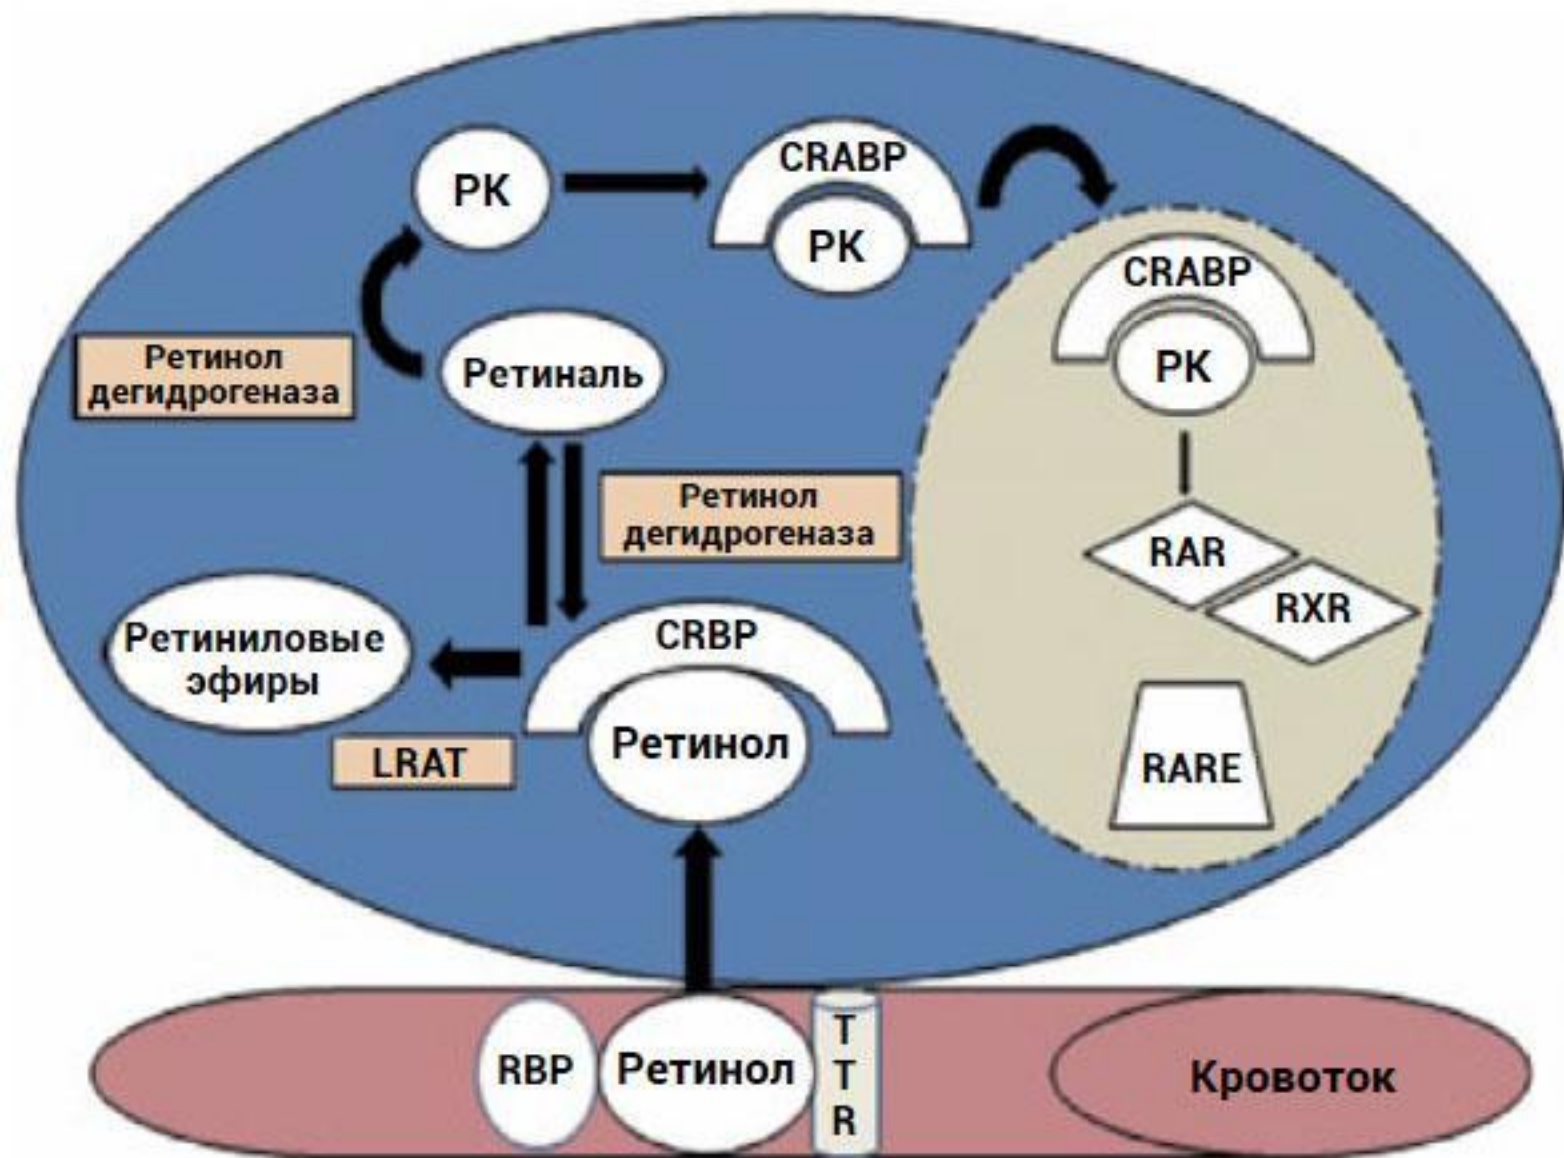 РК
CRABP
РК
CRABP
РК
Ретинол
дегидрогеназа
Ретиналь
Ретинол
дегидрогеназа
RAR
RXR
Ретиниловые
эфиры
CRBP
Ретинол
LRAT
RARE
RBP
Ретинол
T
T
R
Кровоток